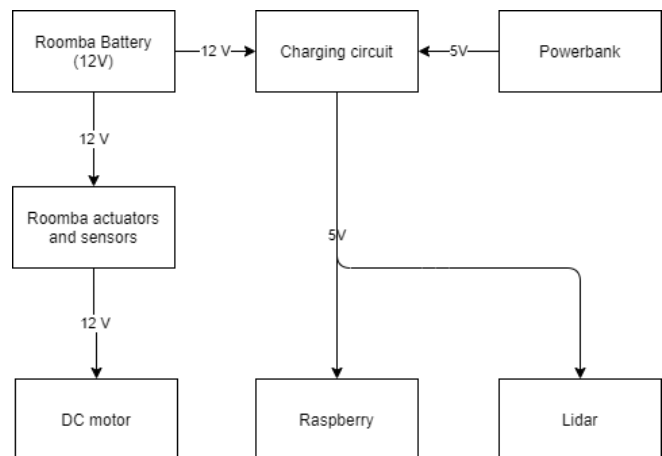 Roomba Battery
(12V)
12 V
Charging circuit
5V
Powerbank
12 V
Roomba actuators
and sensors
5V
12 V
DC motor
Raspberry
Lidar